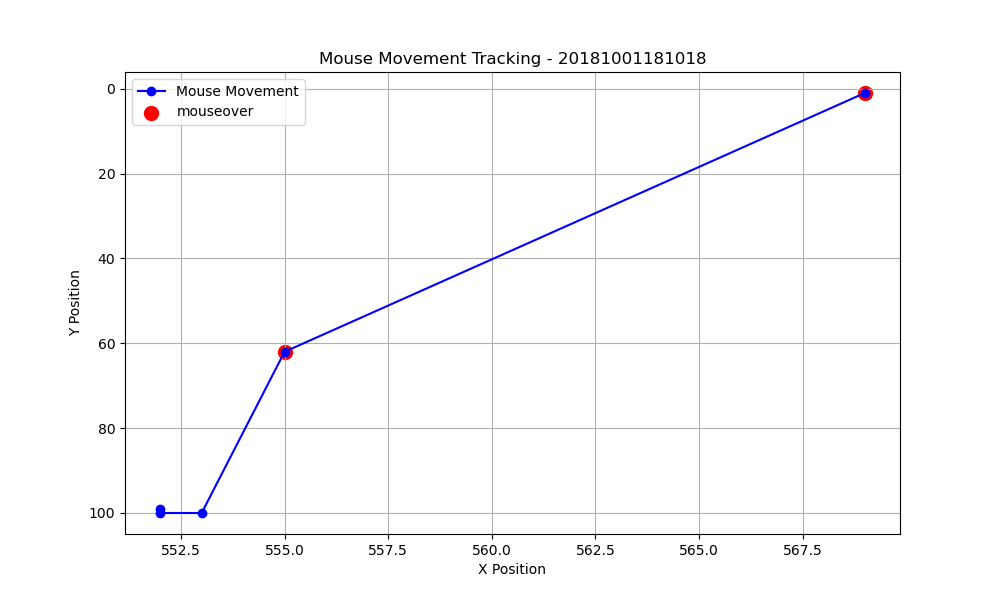 Mouse Movement Tracking - 20181001181018
Mouse Movement
mouseover
0
20
40
60
80
100
Y Position
552.5 555.0 557.5 560.0 562.5 565.0 567.5
X Position